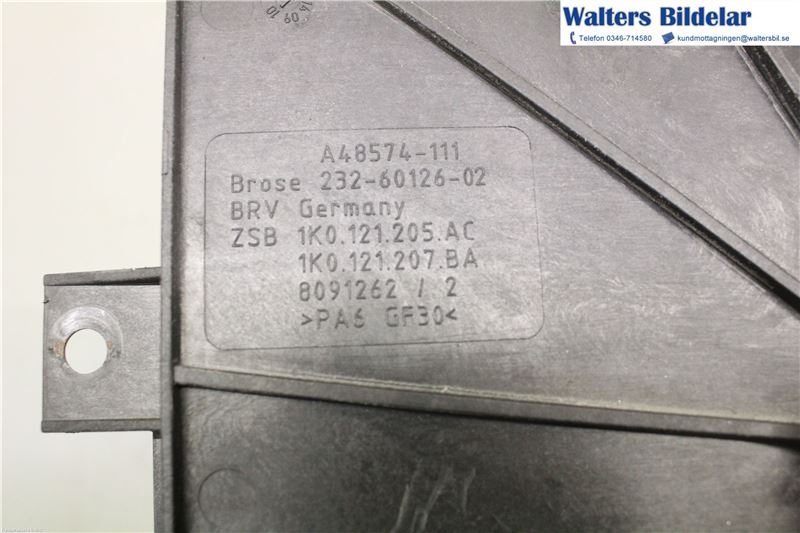 Walters Bildelar
Telefon 0346-714580 kundmottagningen@waltersbil.se
A48574-111
Brose 232-60126-02
BRV Germany
ZSB 1K0.121.205.AC
1K0.121.207.BA
8091262 / 2
>PA6 GF30<